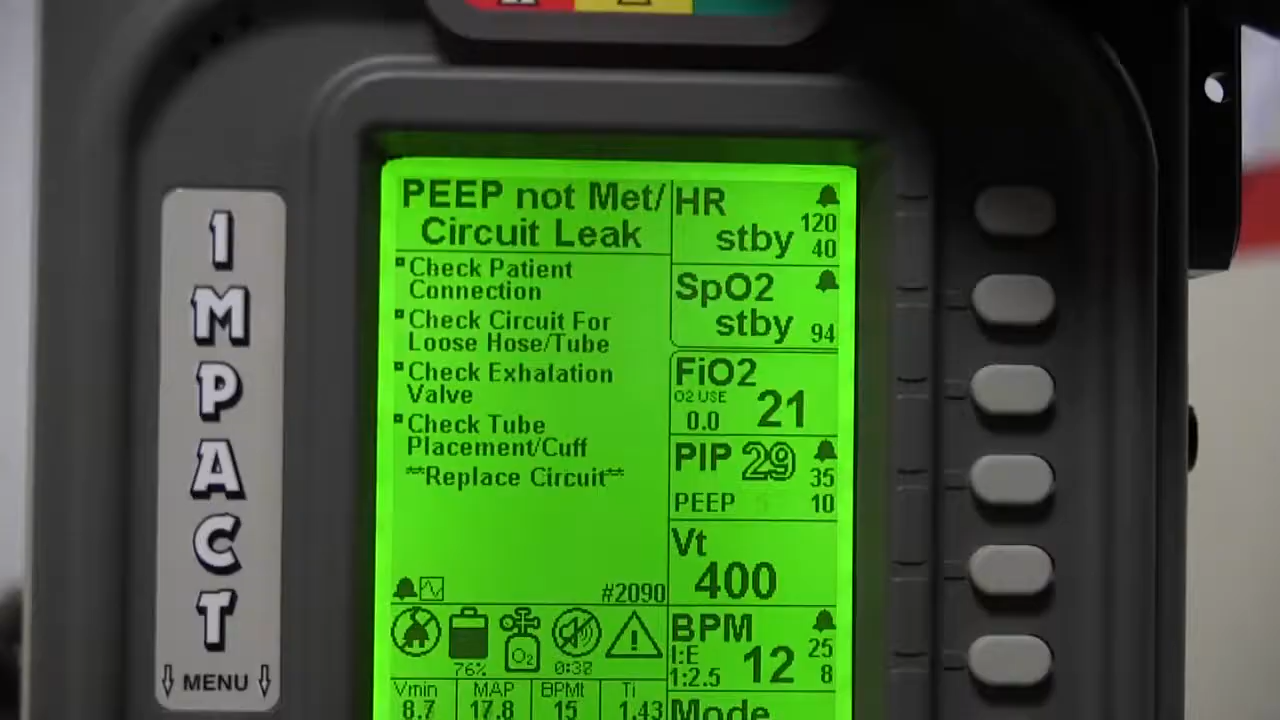 IMPACT
MENU
PEEP not Met/
Circuit Leak
Check Patient
Connection
Check Circuit For
Loose Hose/Tube
Check Exhalation
Valve
Check Tube
Placement/Cuff
**Replace Circuit**
#2090
76%
O2
0:38
Vmin
8.7
MAP
17.8
BPMt
15
Ti
1.43
HR
stby
120
40
SpO2
stby
94
FiO2
O2 USE
0.0
21
PIP 29
35
PEEP
10
Vt
400
BPM
25
I:E
12
1:2.5
8
Mode